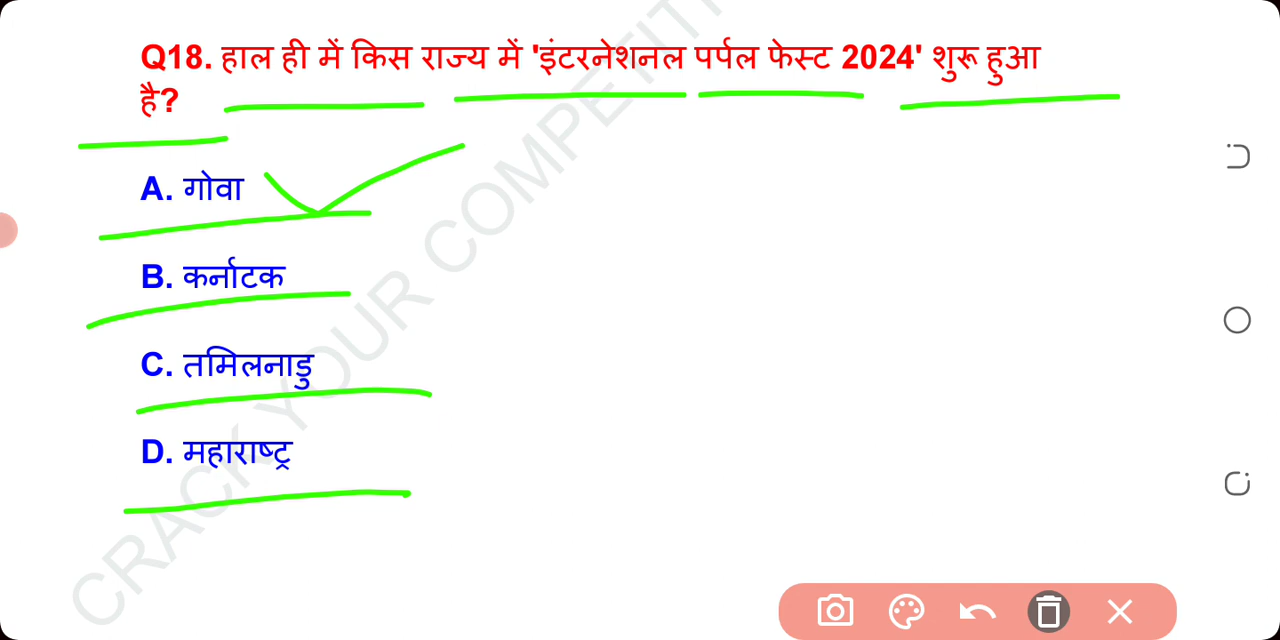 Q18. हाल ही में किस राज्य में 'इंटरनेशनल पर्पल फेस्ट 2024' शुरू हुआ
है?
A. गोवा
B. कर्नाटक
C. तमिलनाडु
D. महाराष्ट्र
CRACK YOUR COMPETITI